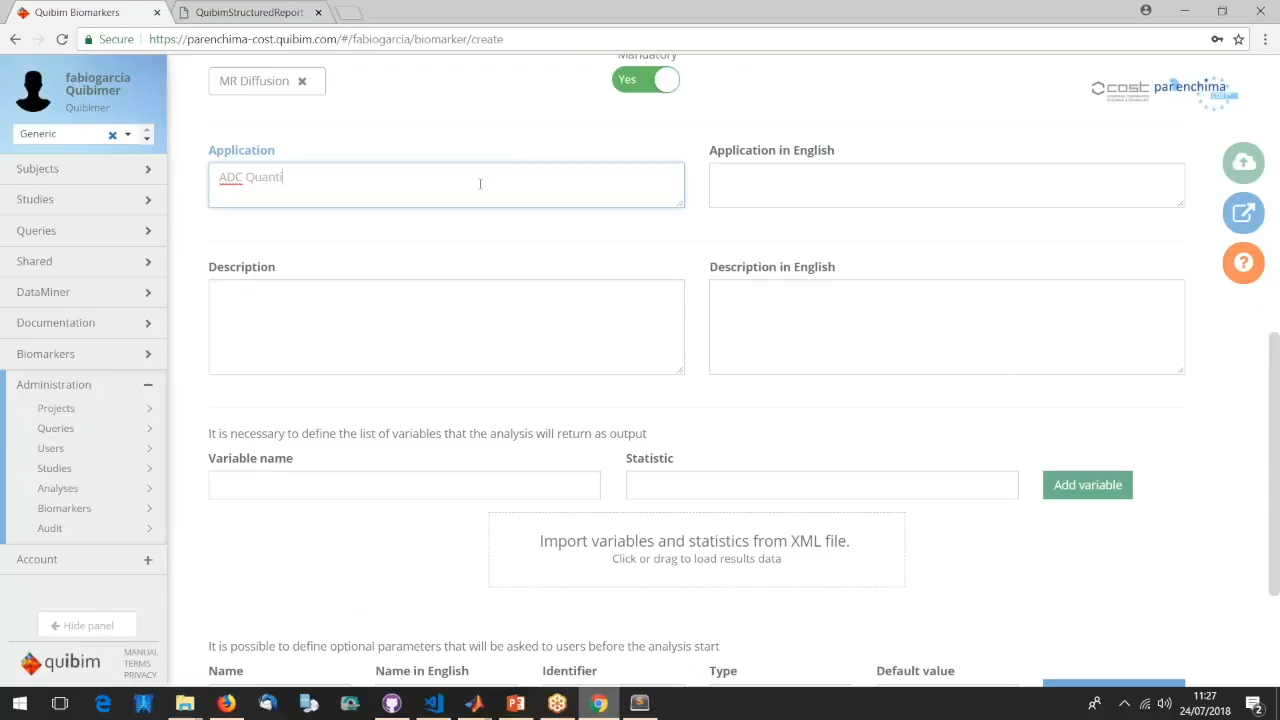 Quibim Biomarkers
QuibimStructuredReport
Secure
https://parenchima-cost.quibim.com/#/fabiogarcia/biomarker/create
fabiogarcia
Quibimer
Quibimer
Generic
Subjects
Studies
Queries
Shared
DataMiner
Documentation
Biomarkers
Administration
Projects
Queries
Users
Studies
Analyses
Biomarkers
Audit
Account
Hide panel
quibim
MANUAL
TERMS
PRIVACY
Mandatory
MR Diffusion
Yes
cost
parenchima
COST
Application
Application in English
ADC Quanti
Description
Description in English
It is necessary to define the list of variables that the analysis will return as output
Variable name
Statistic
Add variable
Import variables and statistics from XML file.
Click or drag to load results data
It is possible to define optional parameters that will be asked to users before the analysis start
Name
Name in English
Identifier
Type
Default value
11:27
24/07/2018
2